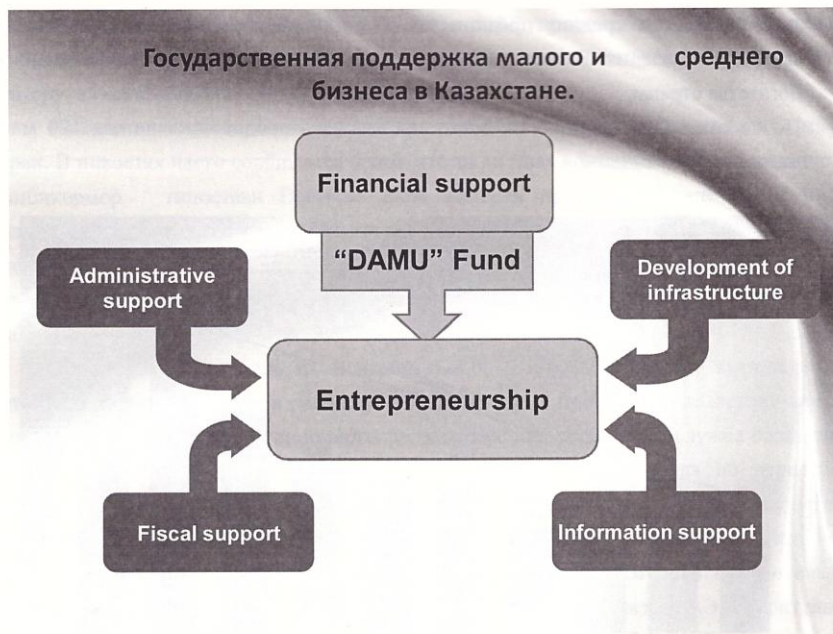 Государственная поддержка малого и среднего
бизнеса в Казахстане.
Financial support
"DAMU" Fund
Administrative
support
Development of
infrastructure
Entrepreneurship
Fiscal support
Information support